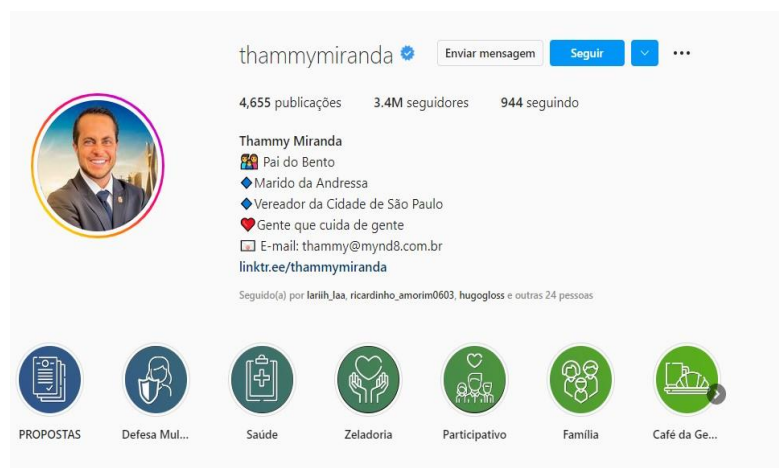 thammymiranda Enviar mensagem Seguir
4,655 publicações 3.4M seguidores 944 seguindo
Thammy Miranda
Pai do Bento
Marido da Andressa
Vereador da Cidade de São Paulo
Gente que cuida de gente
E-mail: thammy@mynd8.com.br
linktr.ee/thammymiranda
Seguido(a) por lariih_laa, ricardinho_amorim0603, hugogloss e outras 24 pessoas
PROPOSTAS Defesa Mul... Saúde Zeladoria Participativo Família Café da Ge...